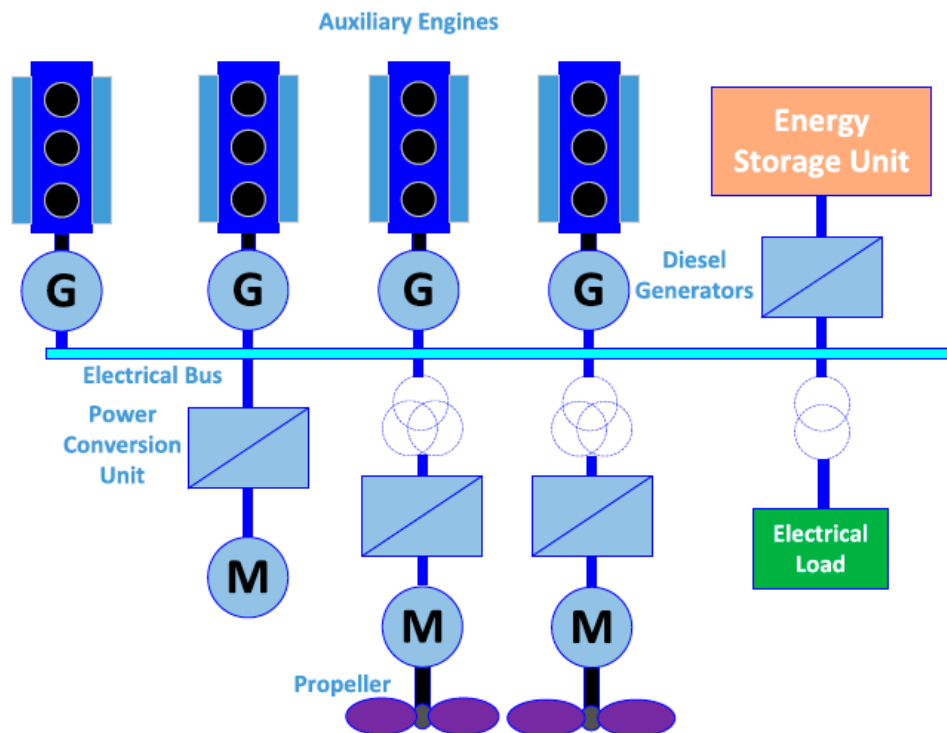 Auxiliary Engines
Energy
Storage Unit
G
G
G
G
Diesel
Generators
Electrical Bus
Power
Conversion
Unit
Electrical
Load
M
M
M
Propeller